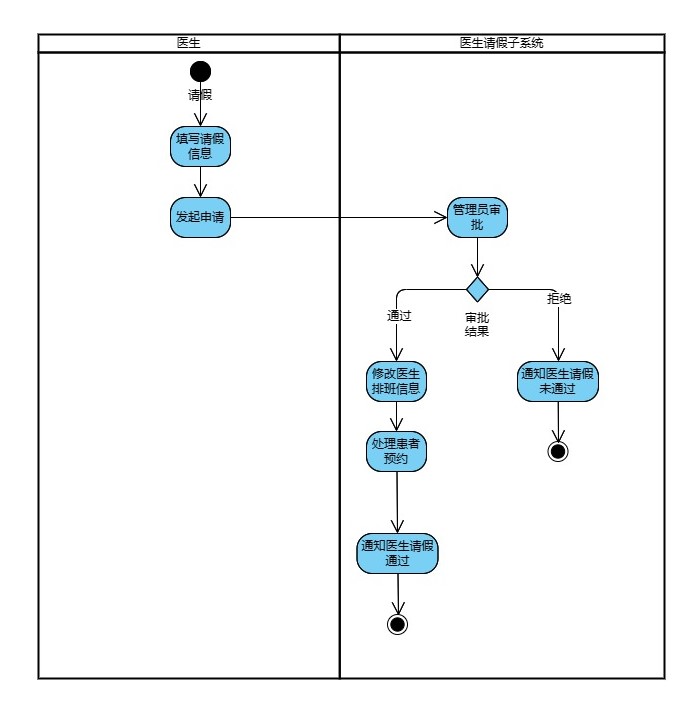 医生
医生请假子系统
请假
填写请假
信息
发起申请
管理员审
批
审批
结果
通过
拒绝
修改医生
排班信息
通知医生请假
未通过
处理患者
预约
通知医生请假
通过